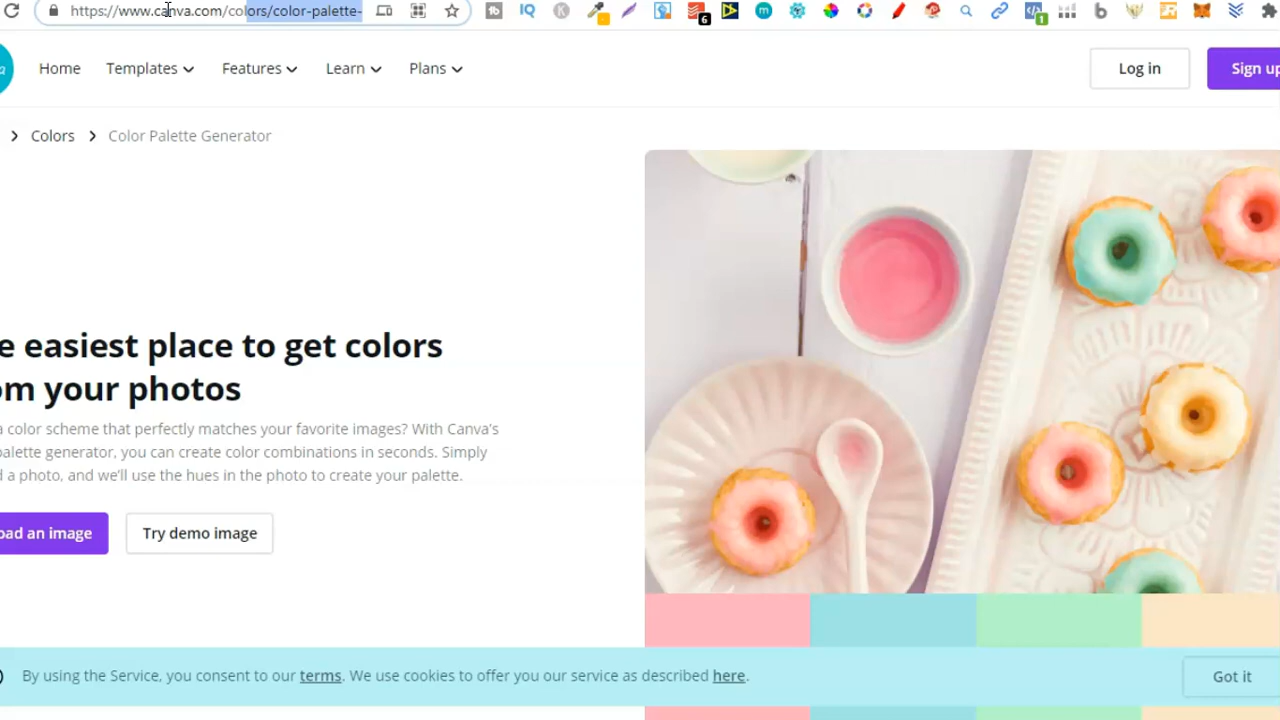 https://www.canva.com/colors/color-palette-
IQ
K
6
m
1
b
a
Home
Templates
Features
Learn
Plans
Log in
Sign up
Colors
Color Palette Generator
e easiest place to get colors
om your photos
a color scheme that perfectly matches your favorite images? With Canva's
palette generator, you can create color combinations in seconds. Simply
d a photo, and we'll use the hues in the photo to create your palette.
oad an image
Try demo image
By using the Service, you consent to our terms. We use cookies to offer you our service as described here.
Got it